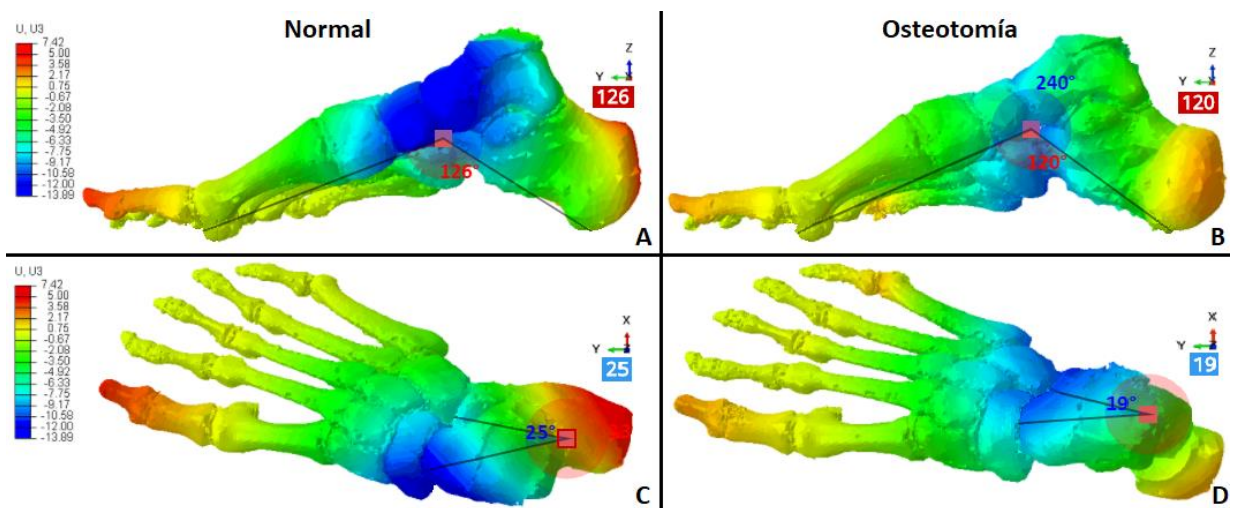 Normal
Osteotomía
U, U3
7.42
5.00
3.58
2.17
0.75
-0.67
-2.08
-3.50
-4.92
-6.33
-7.75
-9.17
-10.58
-12.00
-13.89
Z
Y
X
126
126°
A
Z
Y
X
120
240°
120°
B
U, U3
7.42
5.00
3.58
2.17
0.75
-0.67
-2.08
-3.50
-4.92
-6.33
-7.75
-9.17
-10.58
-12.00
-13.89
X
Y
25
25°
C
X
Y
19
19°
D